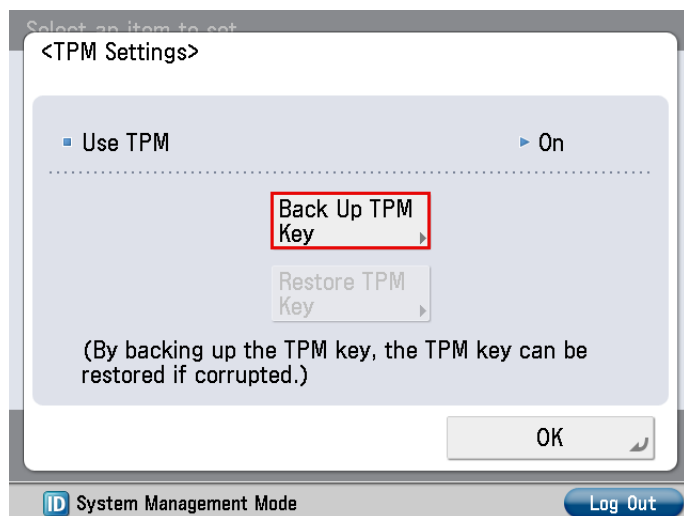 Select an item to set.
<TPM Settings>
Use TPM
On
Back Up TPM
Key
Restore TPM
Key
(By backing up the TPM key, the TPM key can be
restored if corrupted.)
OK
ID System Management Mode
Log Out